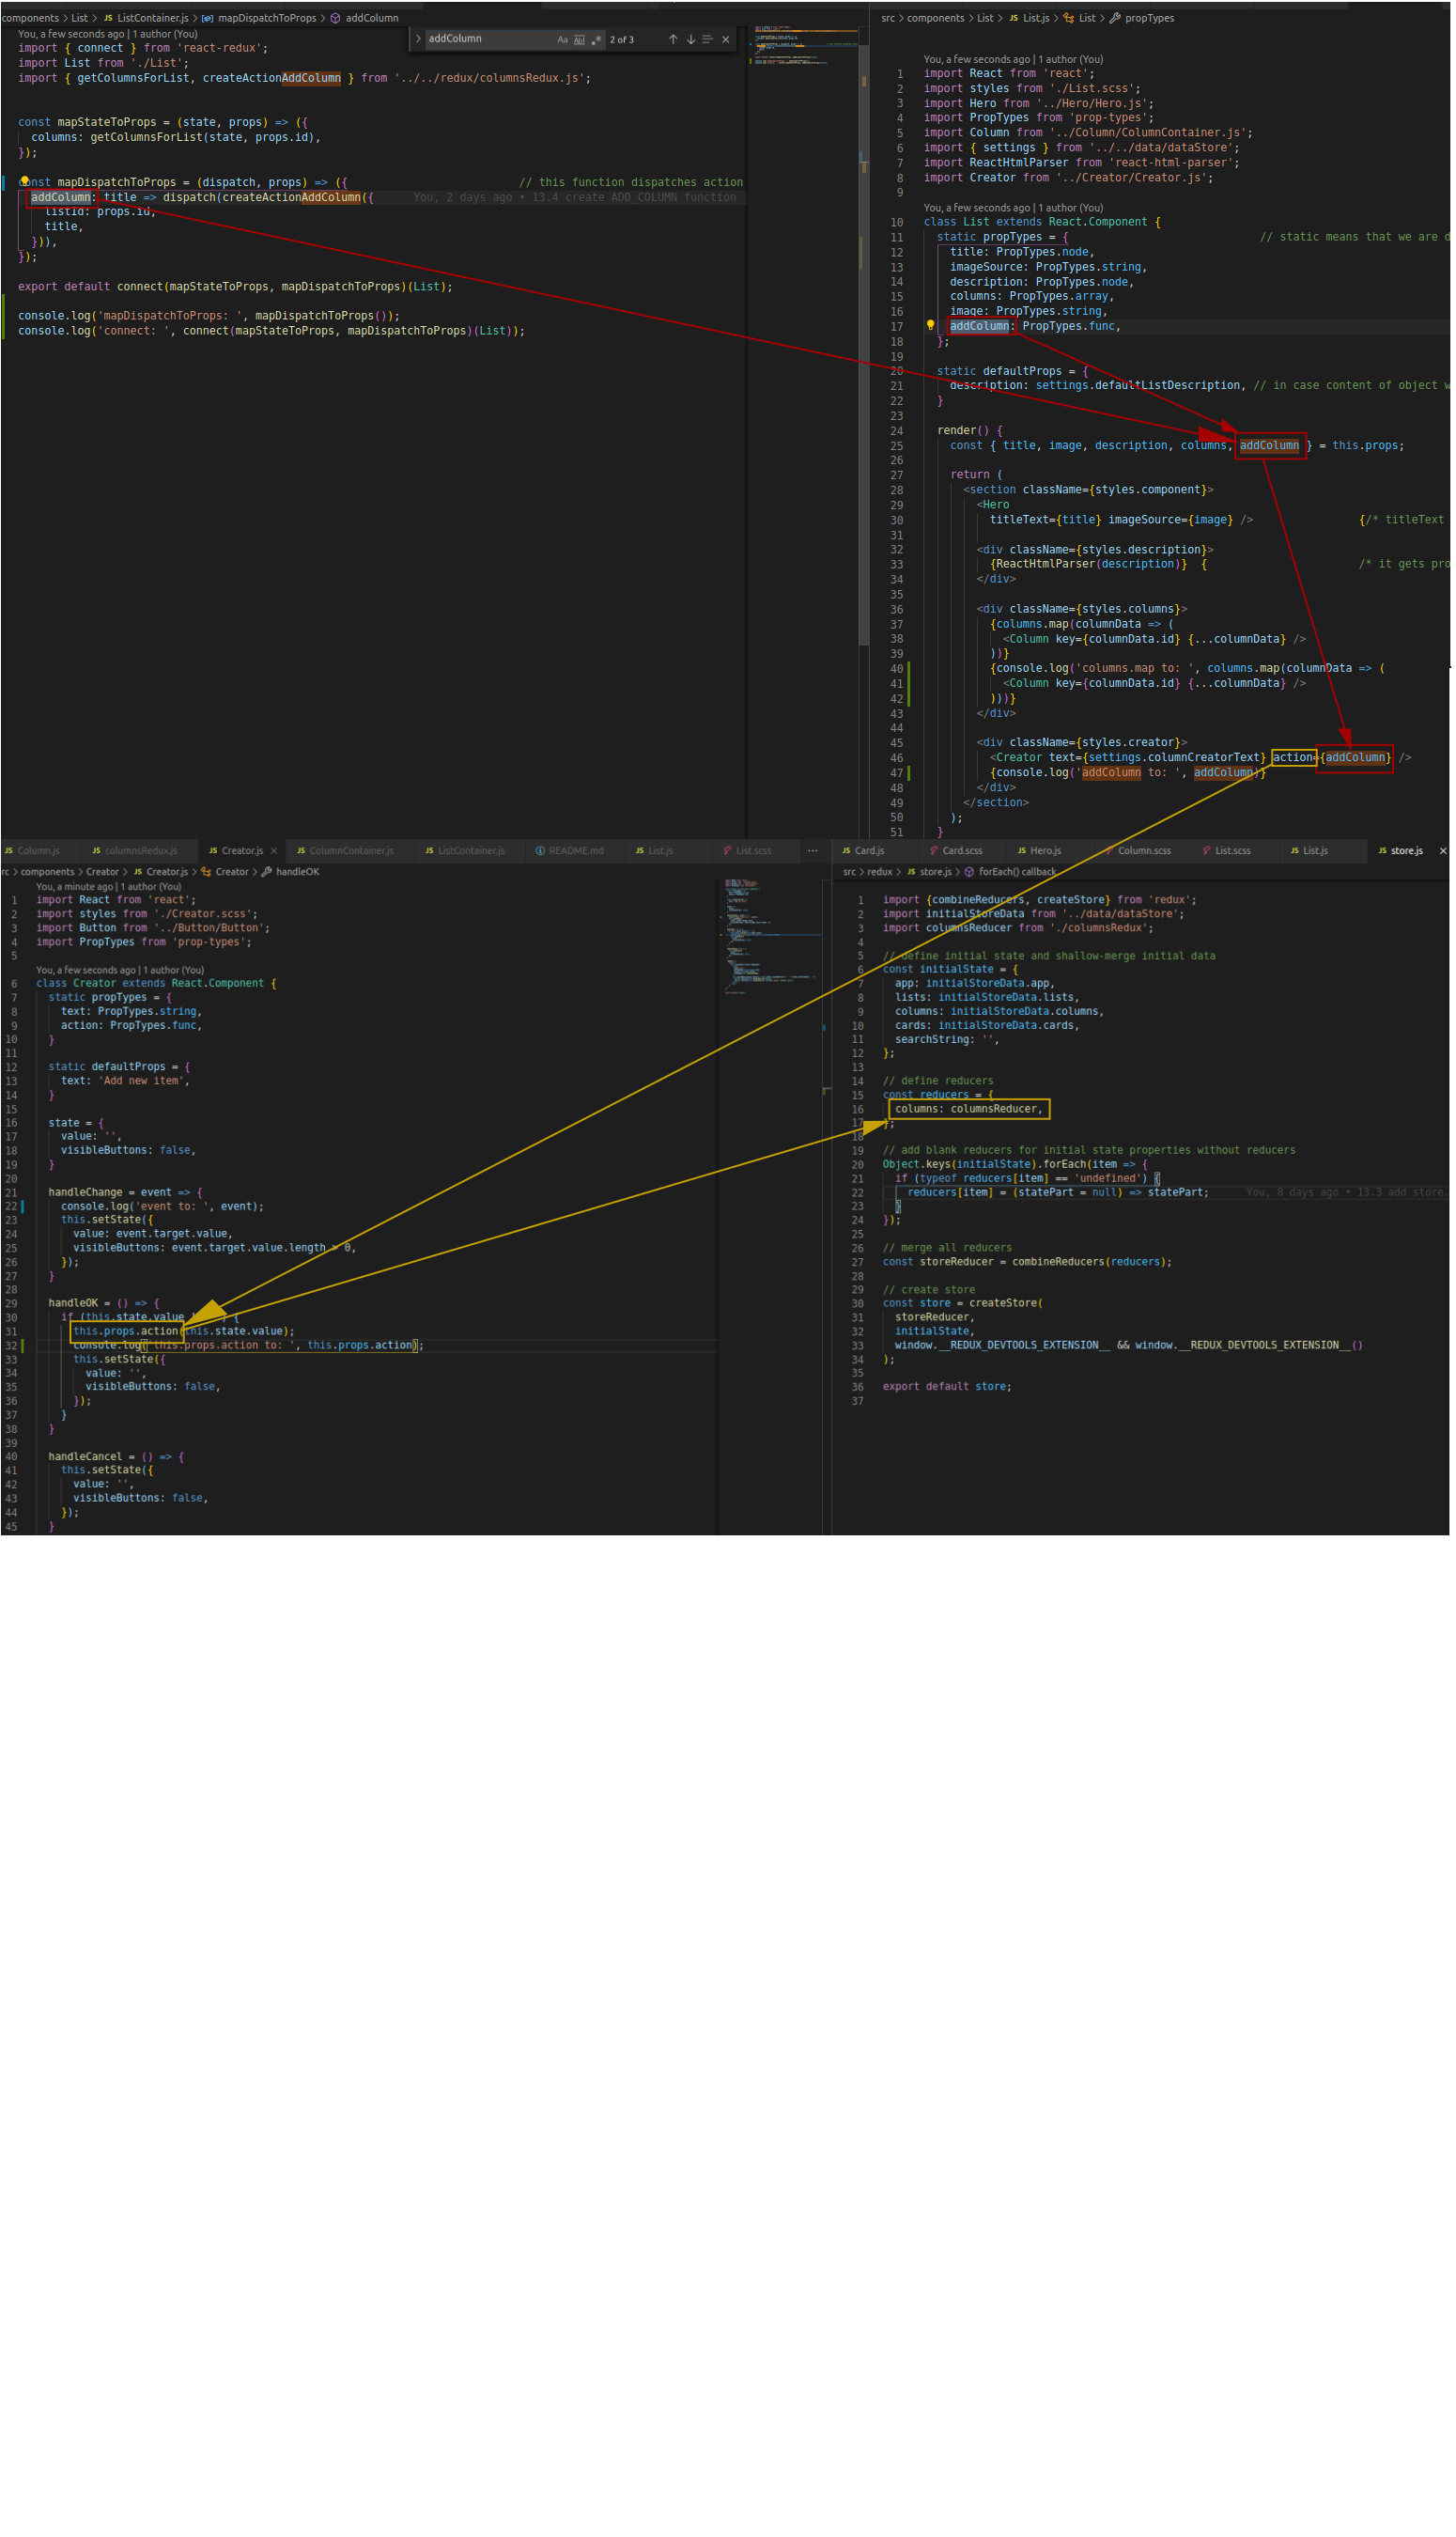 components > List > JS ListContainer.js > mapDispatchToProps > addColumn
You, a few seconds ago | 1 author (You)
import { connect } from 'react-redux';
import List from './List';
import { getColumnsForList, createActionAddColumn } from '../../redux/columnsRedux.js';
addColumn Aa Abl .* 2 of 3
const mapStateToProps = (state, props) => ({
columns: getColumnsForList(state, props.id),
});
const mapDispatchToProps = (dispatch, props) => ({ // this function dispatches action
addColumn: title => dispatch(createActionAddColumn({ You, 2 days ago • 13.4 create ADD_COLUMN function
listId: props.id,
title,
})),
});
export default connect(mapStateToProps, mapDispatchToProps)(List);
console.log('mapDispatchToProps: ', mapDispatchToProps());
console.log('connect: ', connect(mapStateToProps, mapDispatchToProps)(List));
src > components > List > JS List.js > List > propTypes
You, a few seconds ago | 1 author (You)
1 import React from 'react';
2 import styles from './List.scss';
3 import Hero from '../Hero/Hero.js';
4 import PropTypes from 'prop-types';
5 import Column from '../Column/ColumnContainer.js';
6 import { settings } from '../../data/dataStore';
7 import ReactHtmlParser from 'react-html-parser';
8 import Creator from '../Creator/Creator.js';
9
You, a few seconds ago | 1 author (You)
10 class List extends React.Component {
11 static propTypes = { // static means that we are d
12 title: PropTypes.node,
13 imageSource: PropTypes.string,
14 description: PropTypes.node,
15 columns: PropTypes.array,
16 image: PropTypes.string,
17 addColumn: PropTypes.func,
18 };
19
20 static defaultProps = {
21 description: settings.defaultListDescription, // in case content of object w
22 }
23
24 render() {
25 const { title, image, description, columns, addColumn } = this.props;
26
27 return (
28 <section className={styles.component}>
29 <Hero
30 titleText={title} imageSource={image} /> {/* titleText
31
32 <div className={styles.description}>
33 {ReactHtmlParser(description)} { /* it gets pro
34 </div>
35
36 <div className={styles.columns}>
37 {columns.map(columnData => (
38 <Column key={columnData.id} {...columnData} />
39 ))}
40 {console.log('columns.map to: ', columns.map(columnData => (
41 <Column key={columnData.id} {...columnData} />
42 )))}
43 </div>
44
45 <div className={styles.creator}>
46 <Creator text={settings.columnCreatorText} action={addColumn} />
47 {console.log('addColumn to: ', addColumn)}
48 </div>
49 </section>
50 );
51 }
JS Column.js JS columnsRedux.js JS Creator.js × JS ColumnContainer.js JS ListContainer.js README.md JS List.js List.scss ...
rc > components > Creator > JS Creator.js > Creator > handleOK
You, a minute ago | 1 author (You)
1 import React from 'react';
2 import styles from './Creator.scss';
3 import Button from '../Button/Button';
4 import PropTypes from 'prop-types';
5
You, a few seconds ago | 1 author (You)
6 class Creator extends React.Component {
7 static propTypes = {
8 text: PropTypes.string,
9 action: PropTypes.func,
10 }
11
12 static defaultProps = {
13 text: 'Add new item',
14 }
15
16 state = {
17 value: '',
18 visibleButtons: false,
19 }
20
21 handleChange = event => {
22 console.log('event to: ', event);
23 this.setState({
24 value: event.target.value,
25 visibleButtons: event.target.value.length > 0,
26 });
27 }
28
29 handleOK = () => {
30 if (this.state.value {
31 this.props.action(this.state.value);
32 console.log('this.props.action to: ', this.props.action);
33 this.setState({
34 value: '',
35 visibleButtons: false,
36 });
37 }
38 }
39
40 handleCancel = () => {
41 this.setState({
42 value: '',
43 visibleButtons: false,
44 });
45 }
JS Card.js Card.scss JS Hero.js Column.scss List.scss JS List.js JS store.js ×
src > redux > JS store.js > forEach() callback
1 import {combineReducers, createStore} from 'redux';
2 import initialStoreData from '../data/dataStore';
3 import columnsReducer from './columnsRedux';
4
5 // define initial state and shallow-merge initial data
6 const initialState = {
7 app: initialStoreData.app,
8 lists: initialStoreData.lists,
9 columns: initialStoreData.columns,
10 cards: initialStoreData.cards,
11 searchString: '',
12 };
13
14 // define reducers
15 const reducers = {
16 columns: columnsReducer,
17 };
18
19 // add blank reducers for initial state properties without reducers
20 Object.keys(initialState).forEach(item => {
21 if (typeof reducers[item] == 'undefined') {
22 reducers[item] = (statePart = null) => statePart; You, 8 days ago • 13.3 add store.
23 }
24 });
25
26 // merge all reducers
27 const storeReducer = combineReducers(reducers);
28
29 // create store
30 const store = createStore(
31 storeReducer,
32 initialState,
33 window.__REDUX_DEVTOOLS_EXTENSION__ && window.__REDUX_DEVTOOLS_EXTENSION__()
34 );
35
36 export default store;
37